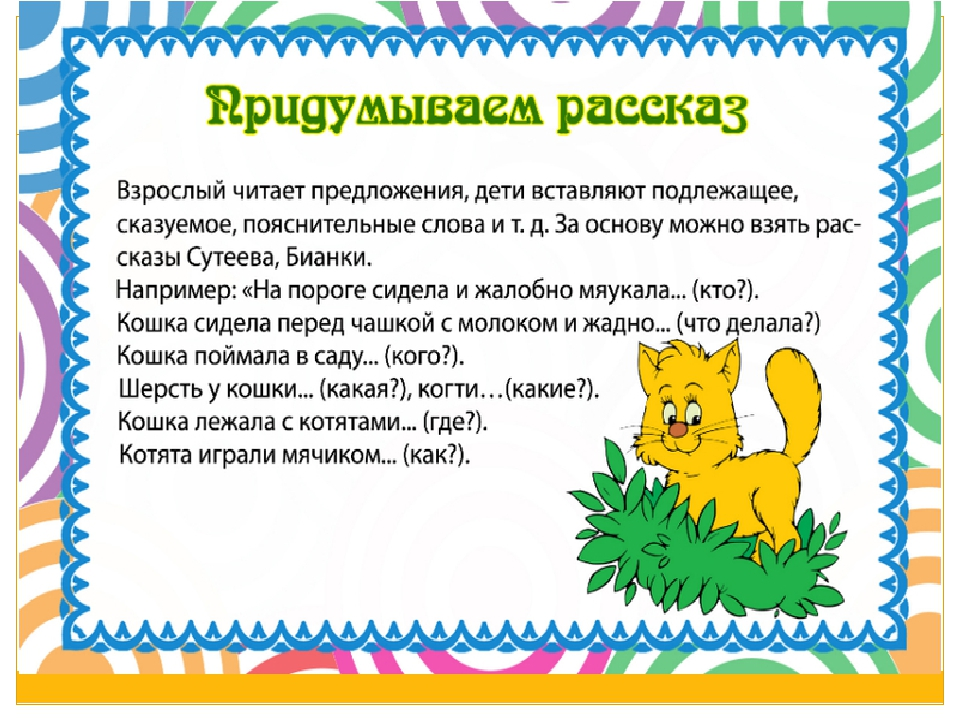 Придумываем рассказ
Взрослый читает предложения, дети вставляют подлежащее,
сказуемое, пояснительные слова и т. д. За основу можно взять рас-
сказы Сутеева, Бианки.
Например: «На пороге сидела и жалобно мяукала... (кто?).
Кошка сидела перед чашкой с молоком и жадно... (что делала?)
Кошка поймала в саду... (кого?).
Шерсть у кошки... (какая?), когти...(какие?).
Кошка лежала с котятами... (где?).
Котята играли мячиком... (как?).